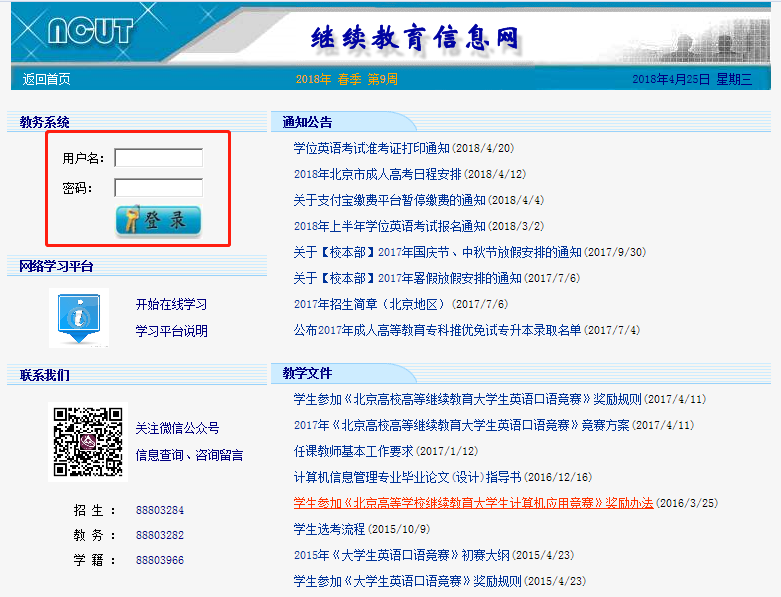 NCUT
继续教育信息网
返回首页
2018年 春季 第9周
2018年4月25日 星期三
教务系统
用户名：
密码：
登录
网络学习平台
开始在线学习
学习平台说明
联系我们
关注微信公众号
信息查询、咨询留言
招 生 ： 88803284
教 务 ： 88803282
学 籍 ： 88803966
通知公告
学位英语考试准考证打印通知(2018/4/20)
2018年北京市成人高考日程安排(2018/4/12)
关于支付宝缴费平台暂停缴费的通知(2018/4/4)
2018年上半年学位英语考试报名通知(2018/3/2)
关于【校本部】2017年国庆节、中秋节放假安排的通知(2017/9/30)
关于【校本部】2017年暑假放假安排的通知(2017/7/6)
2017年招生简章（北京地区）(2017/7/6)
公布2017年成人高等教育专科推优免试专升本录取名单(2017/7/4)
教学文件
学生参加《北京高校高等继续教育大学生英语口语竞赛》奖励规则(2017/4/11)
2017年《北京高校高等继续教育大学生英语口语竞赛》竞赛方案(2017/4/11)
任课教师基本工作要求(2017/1/12)
计算机信息管理专业毕业论文(设计)指导书(2016/12/16)
学生参加《北京高等学校继续教育大学生计算机应用竞赛》奖励办法(2016/3/25)
学生选考流程(2015/10/9)
2015年《大学生英语口语竞赛》初赛大纲(2015/4/23)
学生参加《大学生英语口语竞赛》奖励规则(2015/4/23)